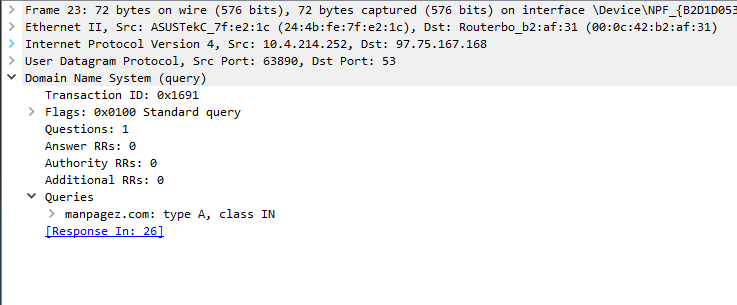 Frame 23: 72 bytes on wire (576 bits), 72 bytes captured (576 bits) on interface \Device\NPF_{B2D1D053
Ethernet II, Src: ASUSTekC_7f:e2:1c (24:4b:fe:7f:e2:1c), Dst: Routerbo_b2:af:31 (00:0c:42:b2:af:31)
Internet Protocol Version 4, Src: 10.4.214.252, Dst: 97.75.167.168
User Datagram Protocol, Src Port: 63890, Dst Port: 53
Domain Name System (query)
Transaction ID: 0x1691
Flags: 0x0100 Standard query
Questions: 1
Answer RRs: 0
Authority RRs: 0
Additional RRs: 0
Queries
manpagez.com: type A, class IN
[Response In: 26]